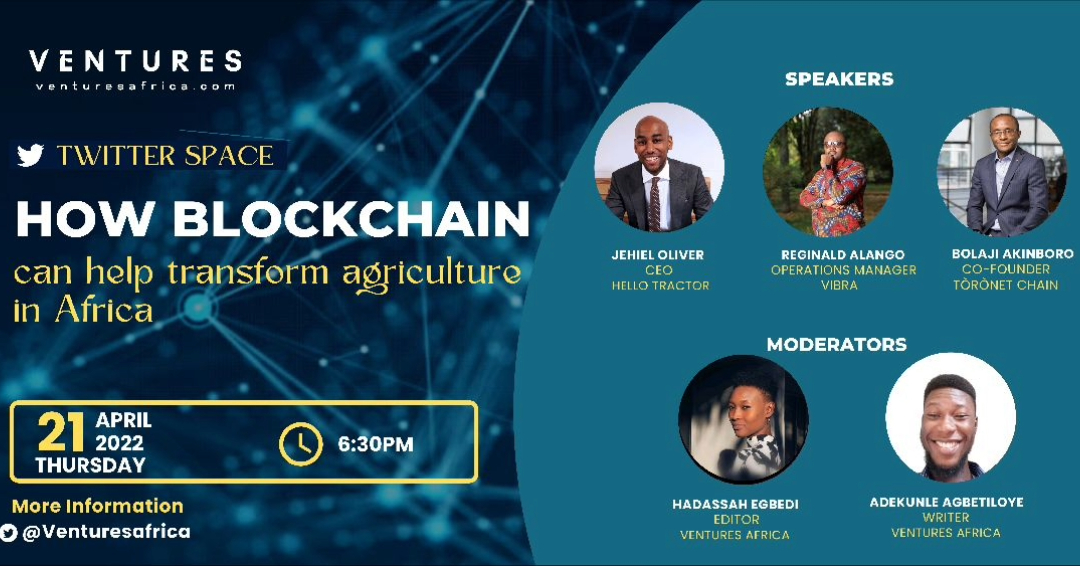 VENTURES
venturesafrica.com
TWITTER SPACE
HOW BLOCKCHAIN
can help transform agriculture
in Africa
21 APRIL
2022
THURSDAY
6:30PM
More Information
@Venturesafrica
SPEAKERS
JEHIEL OLIVER
CEO
HELLO TRACTOR
REGINALD ALANGO
OPERATIONS MANAGER
VIBRA
BOLAJI AKINBORO
CO-FOUNDER
TÔRÒNET CHAIN
MODERATORS
HADASSAH EGBEDI
EDITOR
VENTURES AFRICA
ADEKUNLE AGBETILOYE
WRITER
VENTURES AFRICA